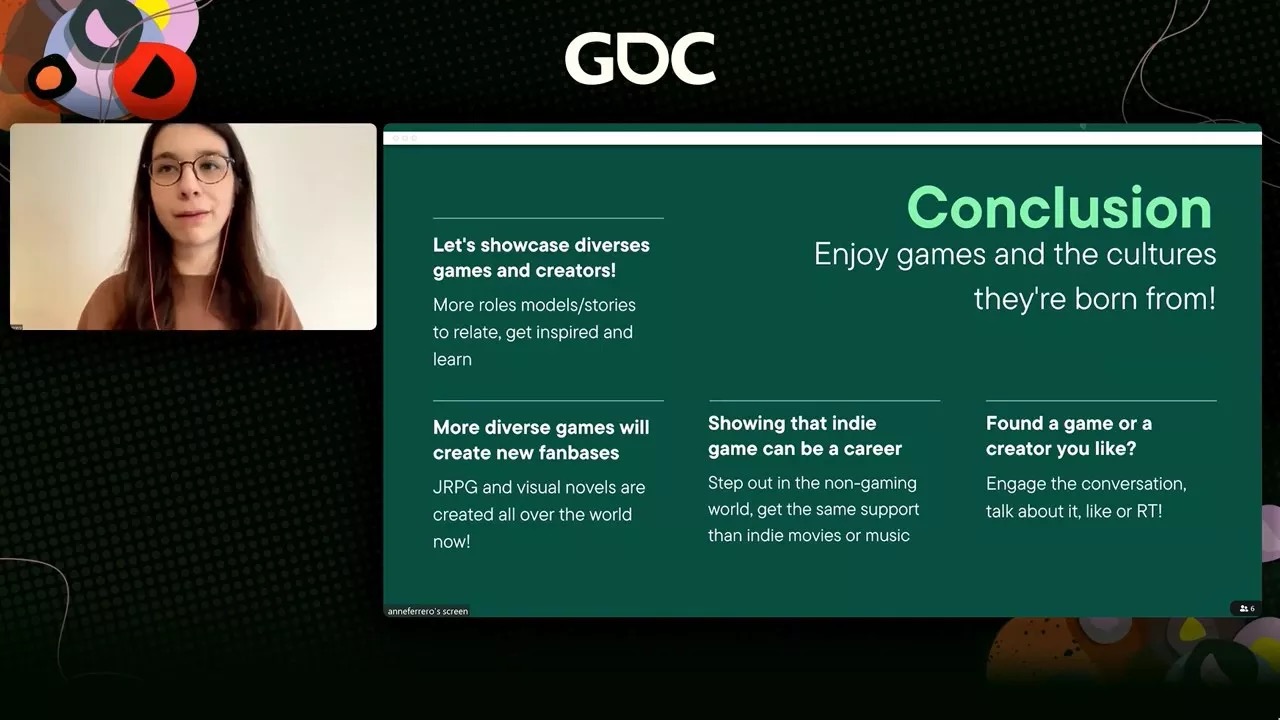 GDC
Conclusion
Enjoy games and the cultures
they're born from!
Let's showcase diverses
games and creators!
More roles models/stories
to relate, get inspired and
learn
More diverse games will
create new fanbases
JRPG and visual novels are
created all over the world
now!
Showing that indie
game can be a career
Step out in the non-gaming
world, get the same support
than indie movies or music
Found a game or a
creator you like?
Engage the conversation,
talk about it, like or RT!
anneferrero's screen
6